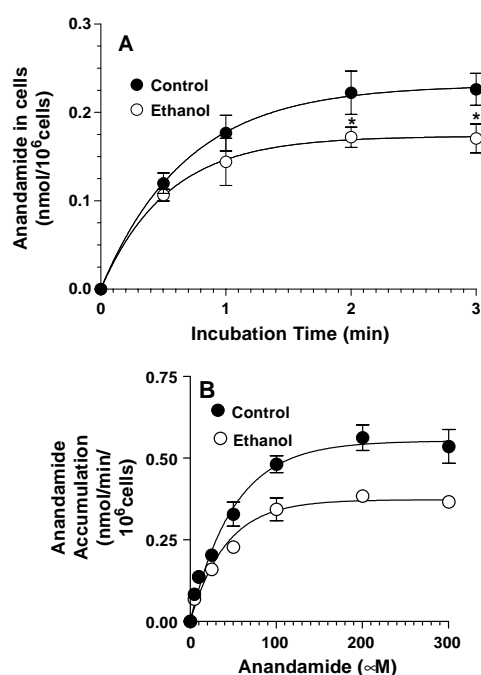 A
Control
Ethanol
0.3
0.2
0.1
0.0
*
*
0
1
2
3
Anandamide in cells
(nmol/10⁶cells)
Incubation Time (min)
B
Control
Ethanol
0.75
0.50
0.25
0.00
0
100
200
300
Anandamide
Accumulation
(nmol/min/
10⁶cells)
Anandamide (∝M)